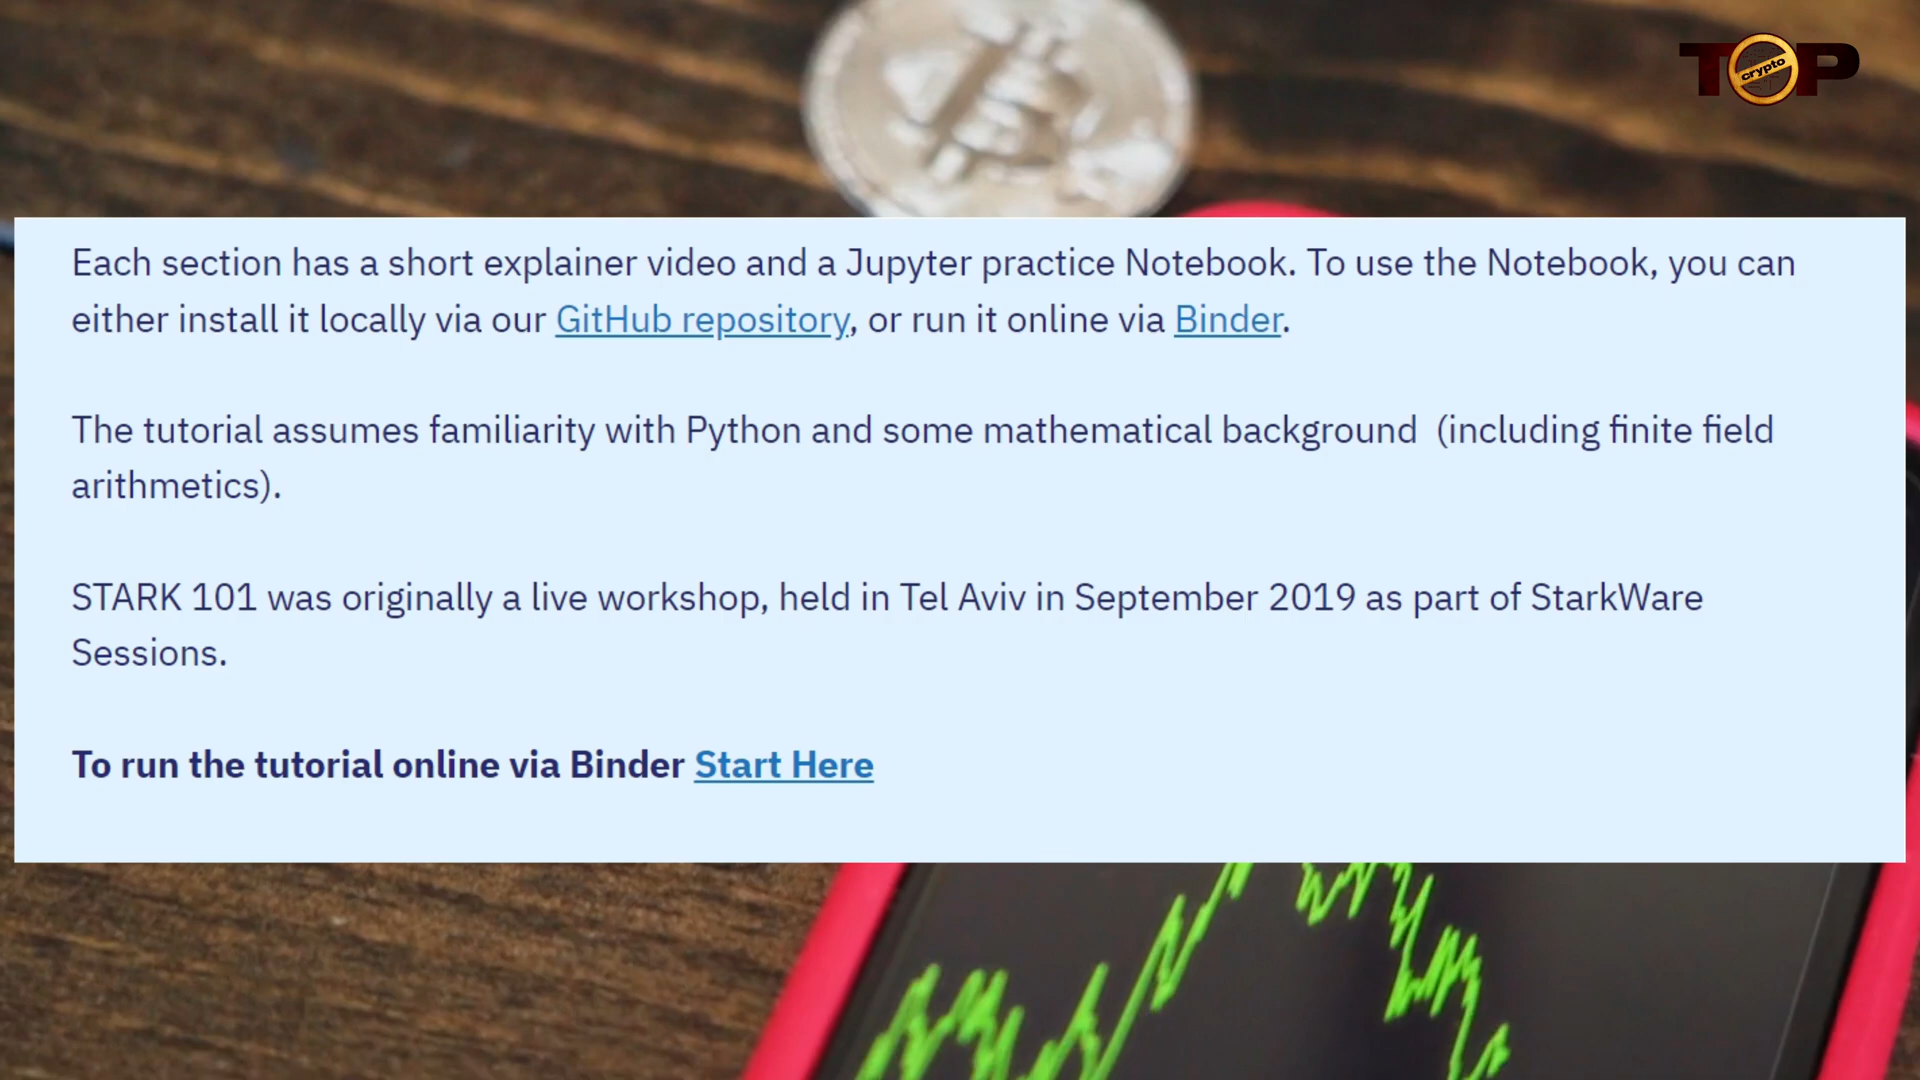 TOP
crypto
Each section has a short explainer video and a Jupyter practice Notebook. To use the Notebook, you can
either install it locally via our GitHub repository, or run it online via Binder.
The tutorial assumes familiarity with Python and some mathematical background  (including finite field
arithmetics).
STARK 101 was originally a live workshop, held in Tel Aviv in September 2019 as part of StarkWare
Sessions.
To run the tutorial online via Binder Start Here